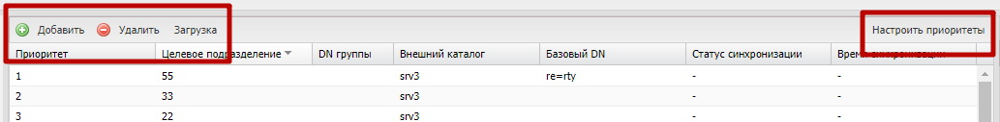 Добавить Удалить Загрузка Настроить приоритеты
Приоритет Целевое подразделение DN группы Внешний каталог Базовый DN Статус синхронизации Время синхронизации
1 55 srv3 re=rty - -
2 33 srv3 - -
3 22 srv3 - -